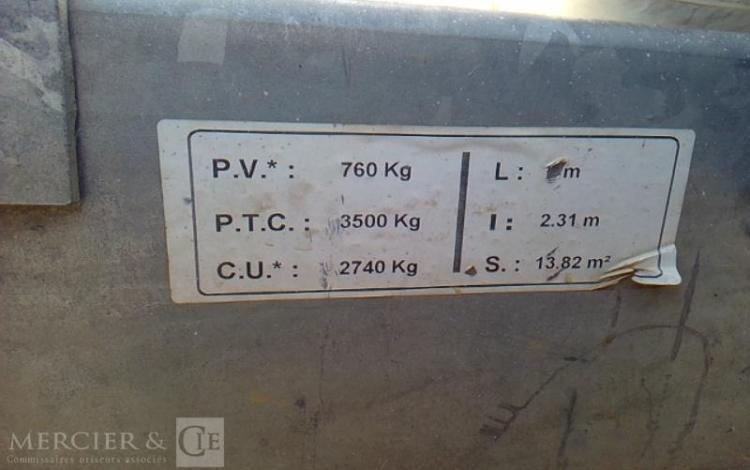 P.V.* : 760 Kg
P.T.C. : 3500 Kg
C.U.* : 2740 Kg
L : m
l : 2.31 m
S. : 13.82 m²
MERCIER & CIE
Commissaires priseurs associés